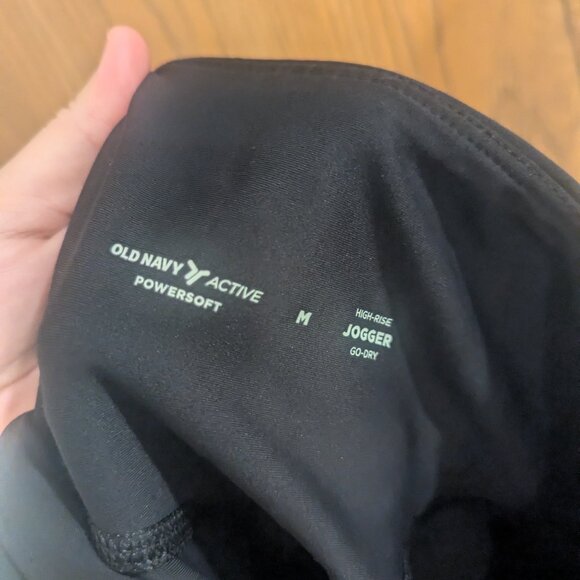 OLD NAVY ACTIVE
POWERSOFT
M
HIGH-RISE
JOGGER
GO-DRY